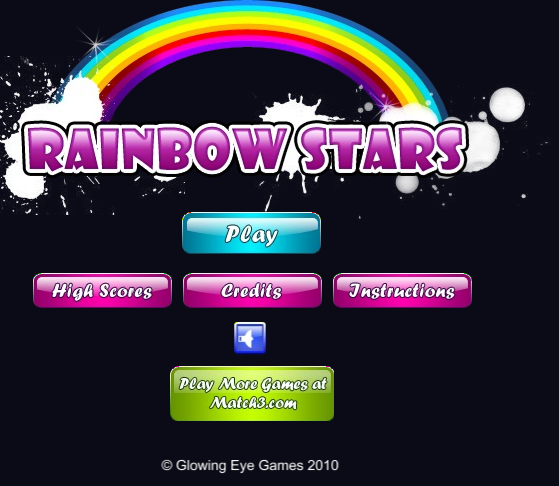 RAINBOW STARS
Play
High Scores
Credits
Instructions
Play More Games at
Match3.com
© Glowing Eye Games 2010